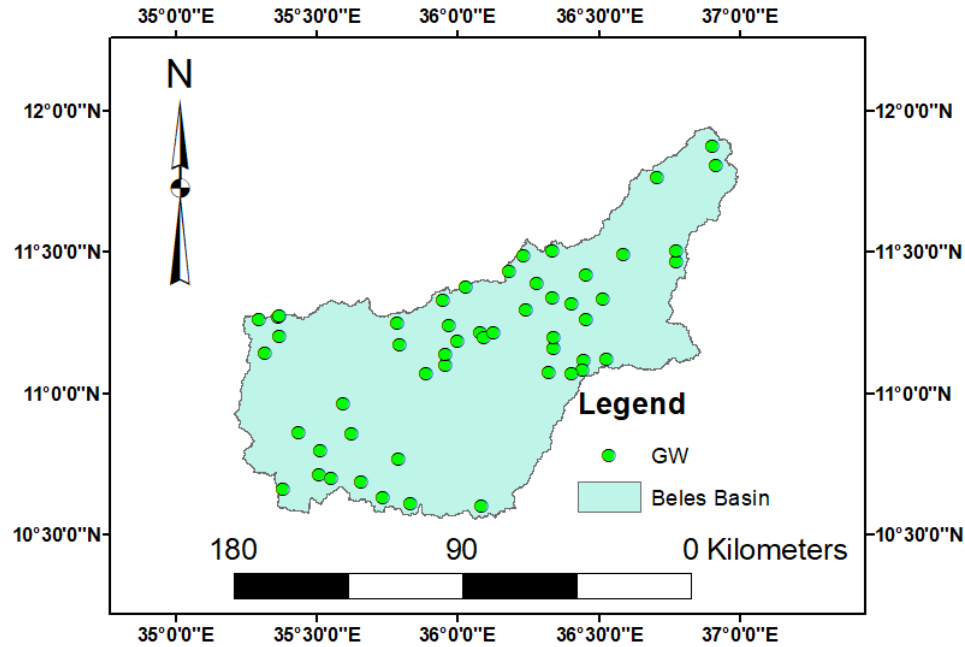 35°0'0"E 35°30'0"E 36°0'0"E 36°30'0"E 37°0'0"E
N
12°0'0"N 12°0'0"N
11°30'0"N 11°30'0"N
11°0'0"N 11°0'0"N
Legend
GW
Beles Basin
10°30'0"N 10°30'0"N
180 90 0 Kilometers
35°0'0"E 35°30'0"E 36°0'0"E 36°30'0"E 37°0'0"E